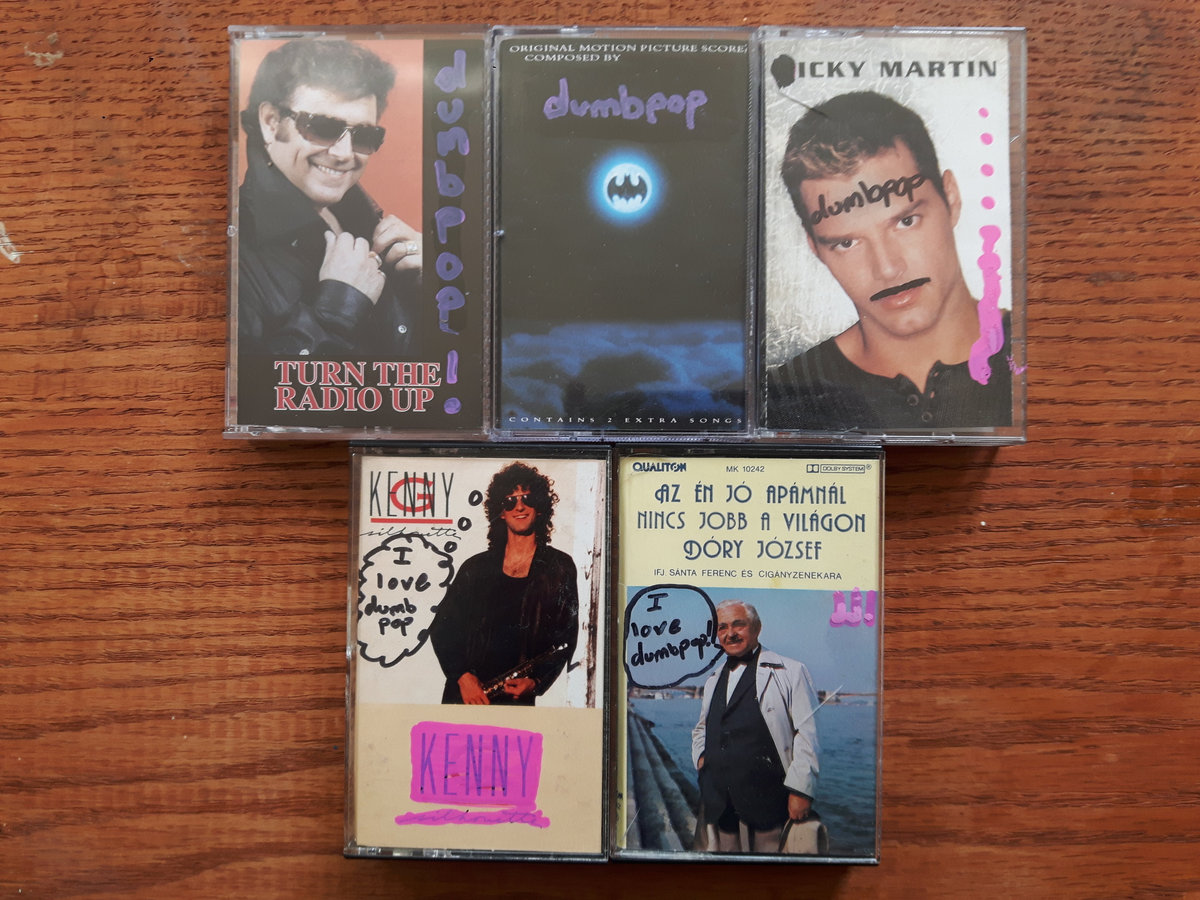 dumbpop!
TURN THE
RADIO UP
ORIGINAL MOTION PICTURE SCORE
COMPOSED BY
dumbpop
CONTAINS 2 EXTRA SONGS
ICKY MARTIN
dumbpop
KENNY
G
silhouette
I
love
dumb
pop
KENNY
silhouette
QUALITON
MK 10242
DOLBY SYSTEM®
AZ ÉN JÓ APÁMNÁL
NINCS JOBB A VILÁGON
DÓRY JÓZSEF
IFJ. SÁNTA FERENC ÉS CIGÁNYZENEKARA
I
love
dumbpop!